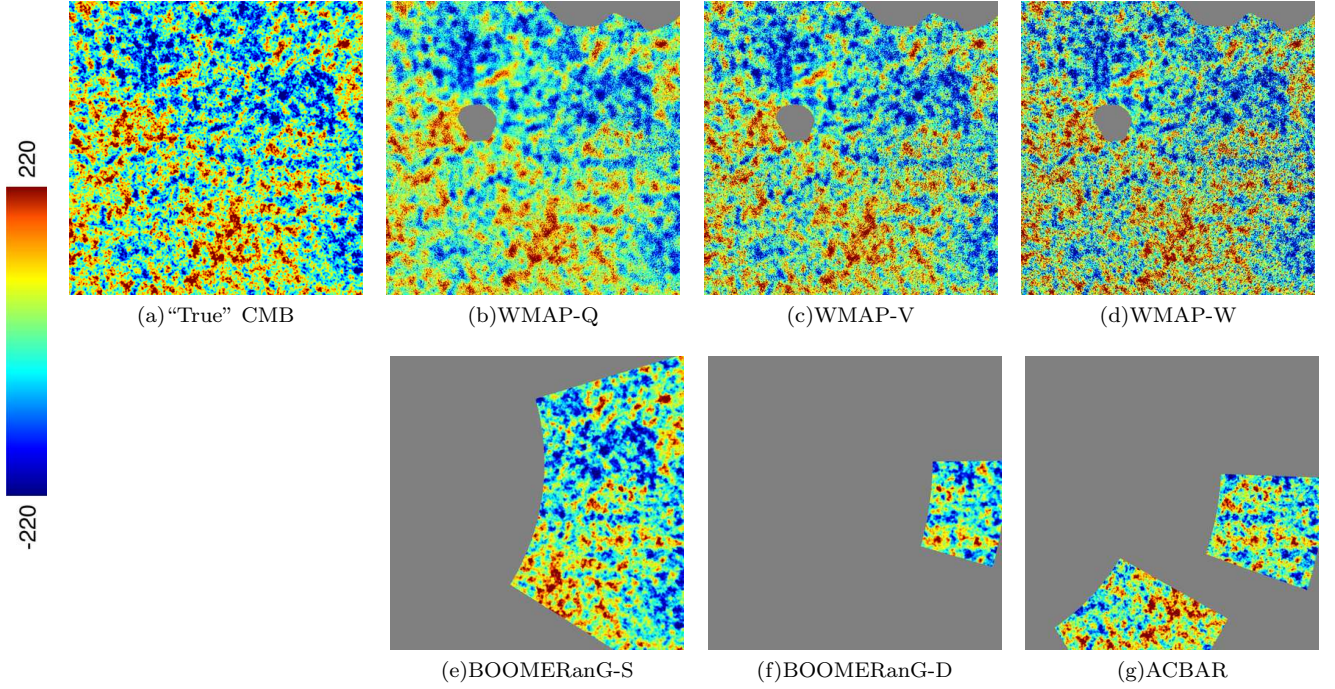 220
-220
(a) “True” CMB
(b) WMAP-Q
(c) WMAP-V
(d) WMAP-W
(e) BOOMERanG-S
(f) BOOMERanG-D
(g) ACBAR